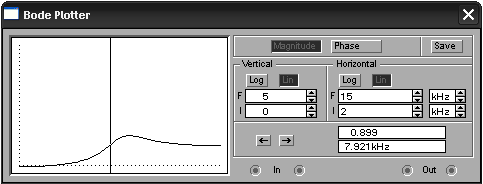 Bode Plotter
Magnitude Phase Save
Vertical Horizontal
Log Lin Log Lin
F 5 F 15 kHz
I 0 I 2 kHz
0.899
7.921kHz
In Out